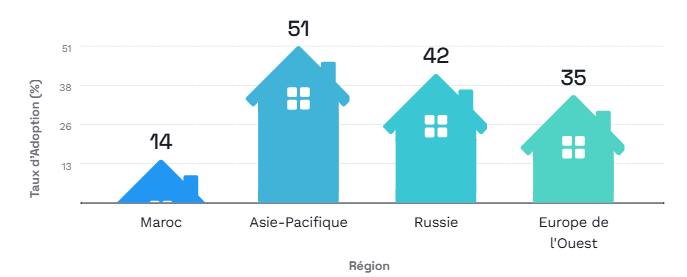 51
42
35
14
51
38
26
13
Taux d'Adoption (%)
Maroc
Asie-Pacifique
Russie
Europe de
l'Ouest
Région